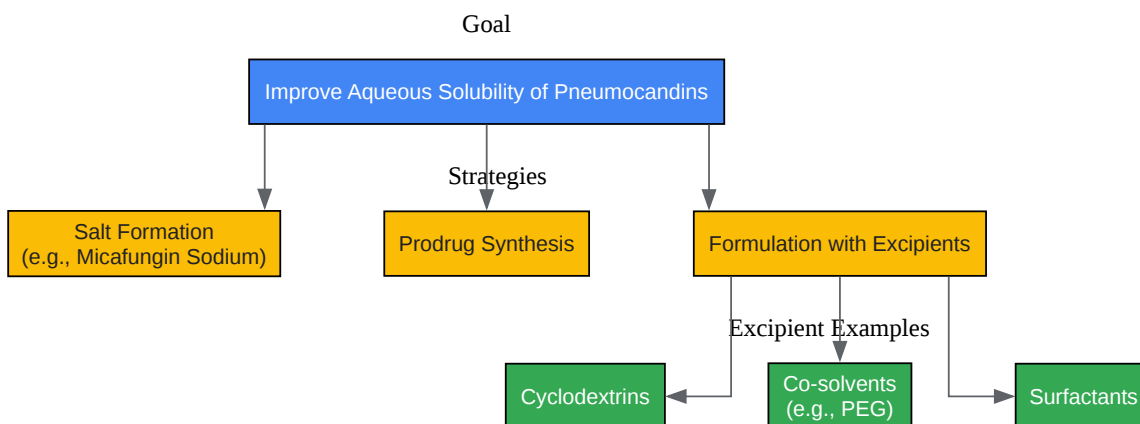 Goal
Improve Aqueous Solubility of Pneumocandins
Strategies
Salt Formation
(e.g., Micafungin Sodium)
Prodrug Synthesis
Formulation with Excipients
Excipient Examples
Cyclodextrins
Co-solvents
(e.g., PEG)
Surfactants